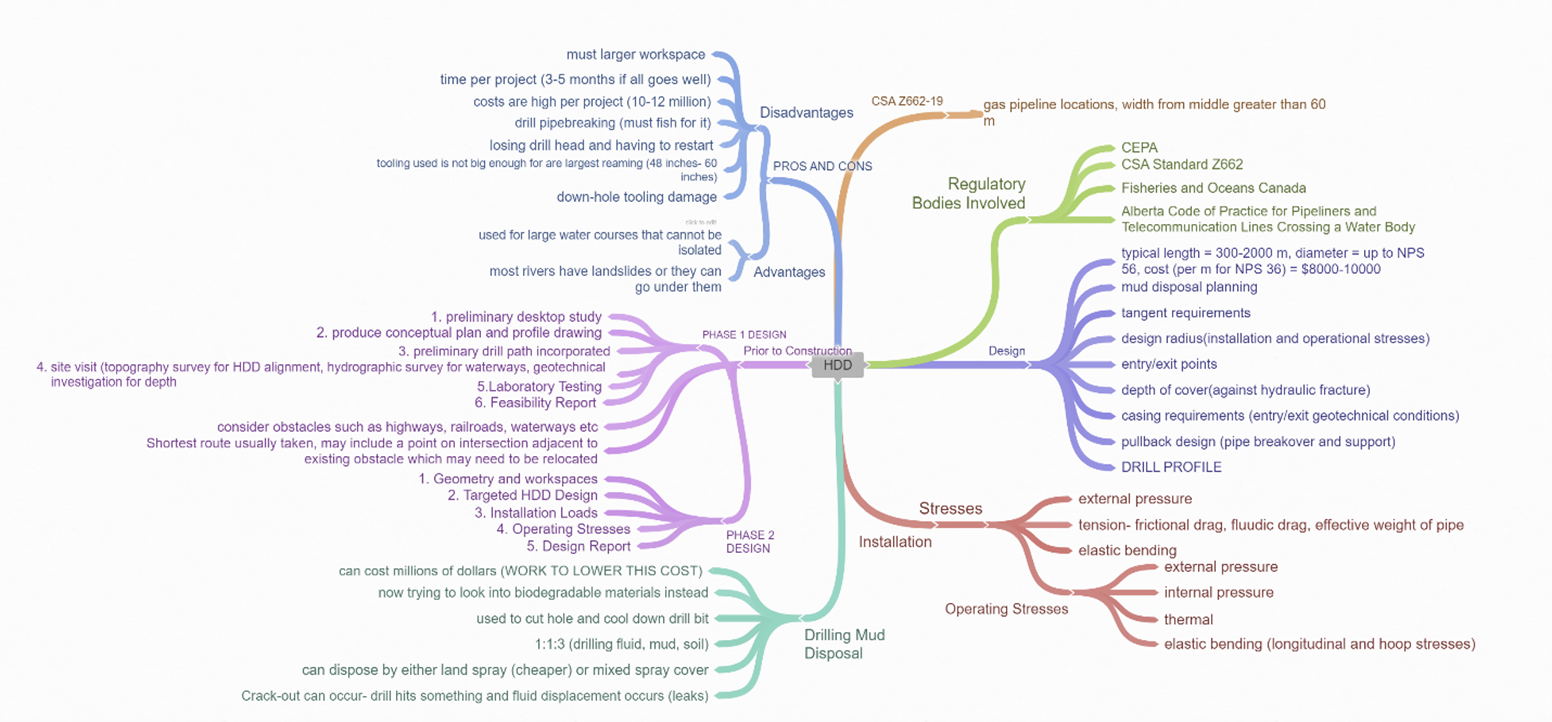 must larger workspace
time per project (3-5 months if all goes well)
costs are high per project (10-12 million)
drill pipebreaking (must fish for it)
losing drill head and having to restart
tooling used is not big enough for are largest reaming (48 inches- 60
inches)
down-hole tooling damage
Disadvantages
PROS AND CONS
click to edit
used for large water courses that cannot be
isolated
most rivers have landslides or they can
go under them
Advantages
CSA Z662-19
gas pipeline locations, width from middle greater than 60
m
Regulatory
Bodies Involved
CEPA
CSA Standard Z662
Fisheries and Oceans Canada
Alberta Code of Practice for Pipeliners and
Telecommunication Lines Crossing a Water Body
HDD
Design
typical length = 300-2000 m, diameter = up to NPS
56, cost (per m for NPS 36) = $8000-10000
mud disposal planning
tangent requirements
design radius(installation and operational stresses)
entry/exit points
depth of cover(against hydraulic fracture)
casing requirements (entry/exit geotechnical conditions)
pullback design (pipe breakover and support)
DRILL PROFILE
Prior to Construction
PHASE 1 DESIGN
1. preliminary desktop study
2. produce conceptual plan and profile drawing
3. preliminary drill path incorporated
4. site visit (topography survey for HDD alignment, hydrographic survey for waterways, geotechnical
investigation for depth
5.Laboratory Testing
6. Feasibility Report
consider obstacles such as highways, railroads, waterways etc
Shortest route usually taken, may include a point on intersection adjacent to
existing obstacle which may need to be relocated
1. Geometry and workspaces
2. Targeted HDD Design
3. Installation Loads
4. Operating Stresses
5. Design Report
PHASE 2
DESIGN
Installation
Stresses
external pressure
tension- frictional drag, fluudic drag, effective weight of pipe
elastic bending
Operating Stresses
external pressure
internal pressure
thermal
elastic bending (longitudinal and hoop stresses)
can cost millions of dollars (WORK TO LOWER THIS COST)
now trying to look into biodegradable materials instead
used to cut hole and cool down drill bit
1:1:3 (drilling fluid, mud, soil)
can dispose by either land spray (cheaper) or mixed spray cover
Crack-out can occur- drill hits something and fluid displacement occurs (leaks)
Drilling Mud
Disposal